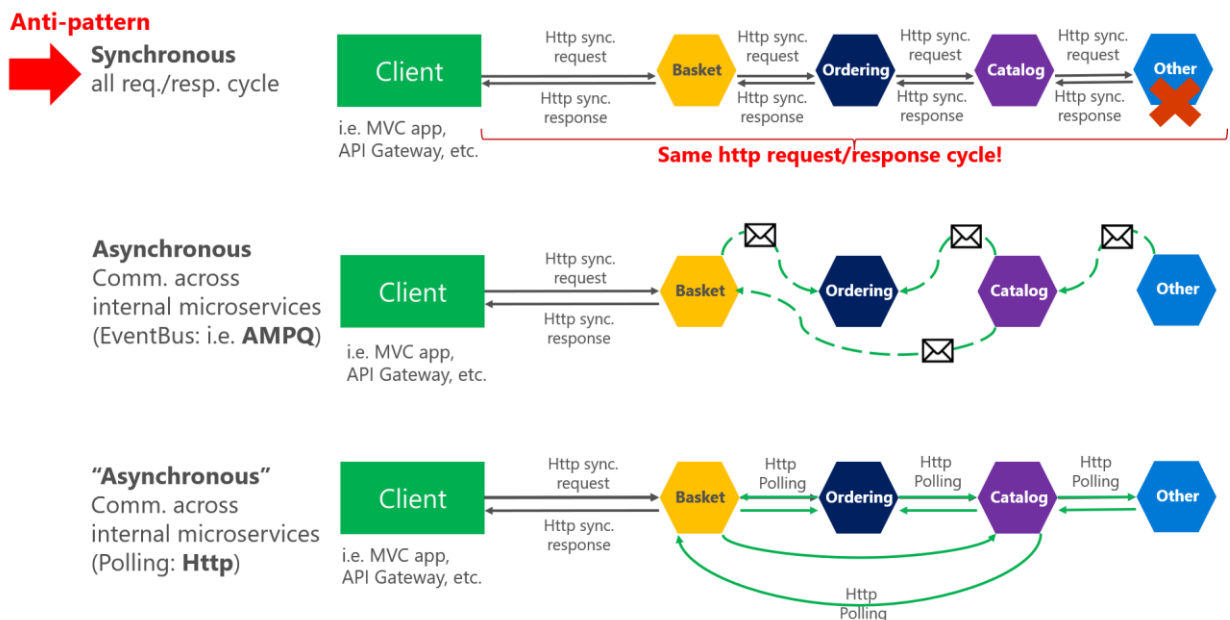 Anti-pattern
Synchronous
all req./resp. cycle
Client
i.e. MVC app,
API Gateway, etc.
Http sync.
request
Http sync.
response
Basket
Http sync.
request
Http sync.
response
Ordering
Http sync.
request
Http sync.
response
Catalog
Http sync.
request
Http sync.
response
Other
Same http request/response cycle!
Asynchronous
Comm. across
internal microservices
(EventBus: i.e. AMPQ)
Client
i.e. MVC app,
API Gateway, etc.
Http sync.
request
Http sync.
response
Basket
Ordering
Catalog
Other
“Asynchronous”
Comm. across
internal microservices
(Polling: Http)
Client
i.e. MVC app,
API Gateway, etc.
Http sync.
request
Http sync.
response
Basket
Http
Polling
Ordering
Http
Polling
Catalog
Http
Polling
Other
Http
Polling